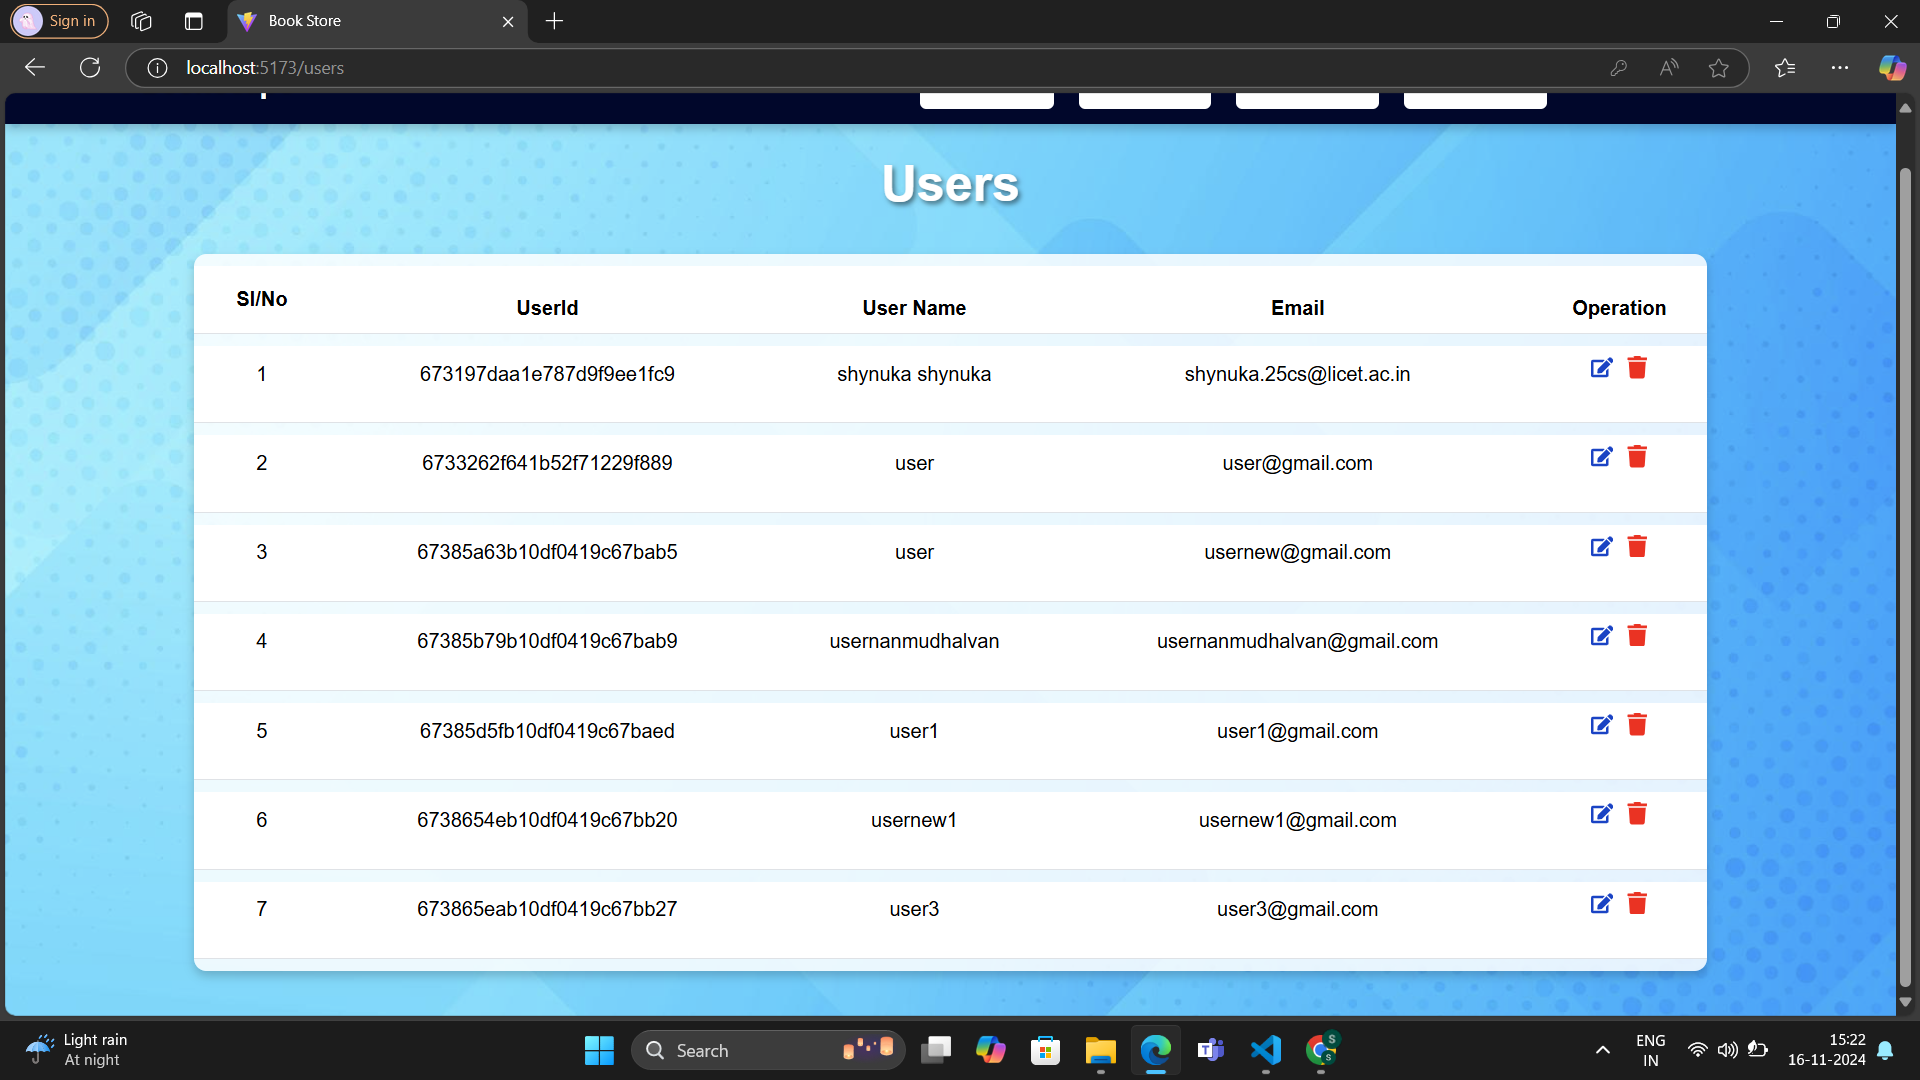 Sign in
Book Store
localhost:5173/users
Users
Sl/No UserId User Name Email Operation
1 673197daa1e787d9f9ee1fc9 shynuka shynuka shynuka.25cs@licet.ac.in
2 6733262f641b52f71229f889 user user@gmail.com
3 67385a63b10df0419c67bab5 user usernew@gmail.com
4 67385b79b10df0419c67bab9 usernanmudhalvan usernanmudhalvan@gmail.com
5 67385d5fb10df0419c67baed user1 user1@gmail.com
6 6738654eb10df0419c67bb20 usernew1 usernew1@gmail.com
7 673865eab10df0419c67bb27 user3 user3@gmail.com
Light rain
At night
Search
ENG
IN
15:22
16-11-2024